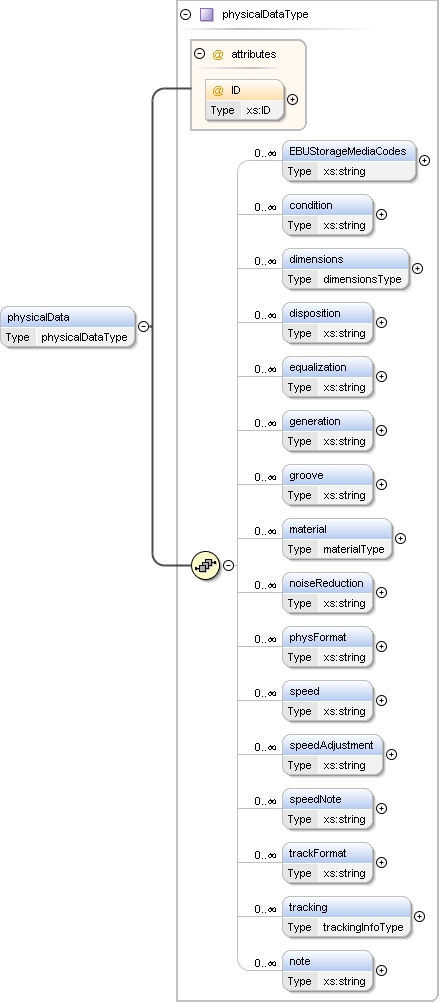 physicalDataType
@ attributes
@ ID
Type xs:ID
0..∞ EBUStorageMediaCodes
Type xs:string
0..∞ condition
Type xs:string
0..∞ dimensions
Type dimensionsType
0..∞ disposition
Type xs:string
physicalData
Type physicalDataType
0..∞ equalization
Type xs:string
0..∞ generation
Type xs:string
0..∞ groove
Type xs:string
0..∞ material
Type materialType
0..∞ noiseReduction
Type xs:string
0..∞ physFormat
Type xs:string
0..∞ speed
Type xs:string
0..∞ speedAdjustment
Type xs:string
0..∞ speedNote
Type xs:string
0..∞ trackFormat
Type xs:string
0..∞ tracking
Type trackingInfoType
0..∞ note
Type xs:string